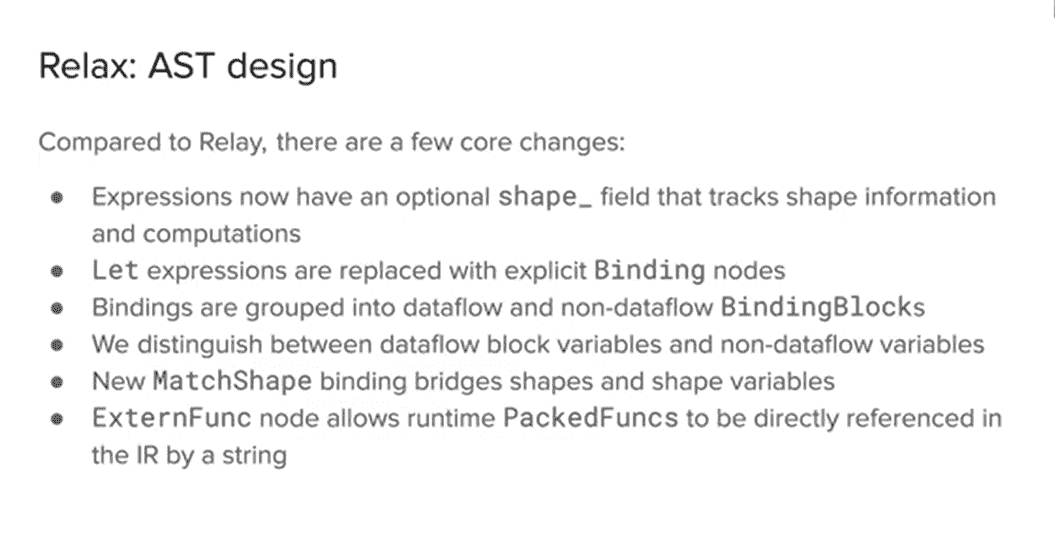 Relax: AST design
Compared to Relay, there are a few core changes:
● Expressions now have an optional shape_ field that tracks shape information
and computations
● Let expressions are replaced with explicit Binding nodes
● Bindings are grouped into dataflow and non-dataflow BindingBlocks
● We distinguish between dataflow block variables and non-dataflow variables
● New MatchShape binding bridges shapes and shape variables
● ExternFunc node allows runtime PackedFuncs to be directly referenced in
the IR by a string